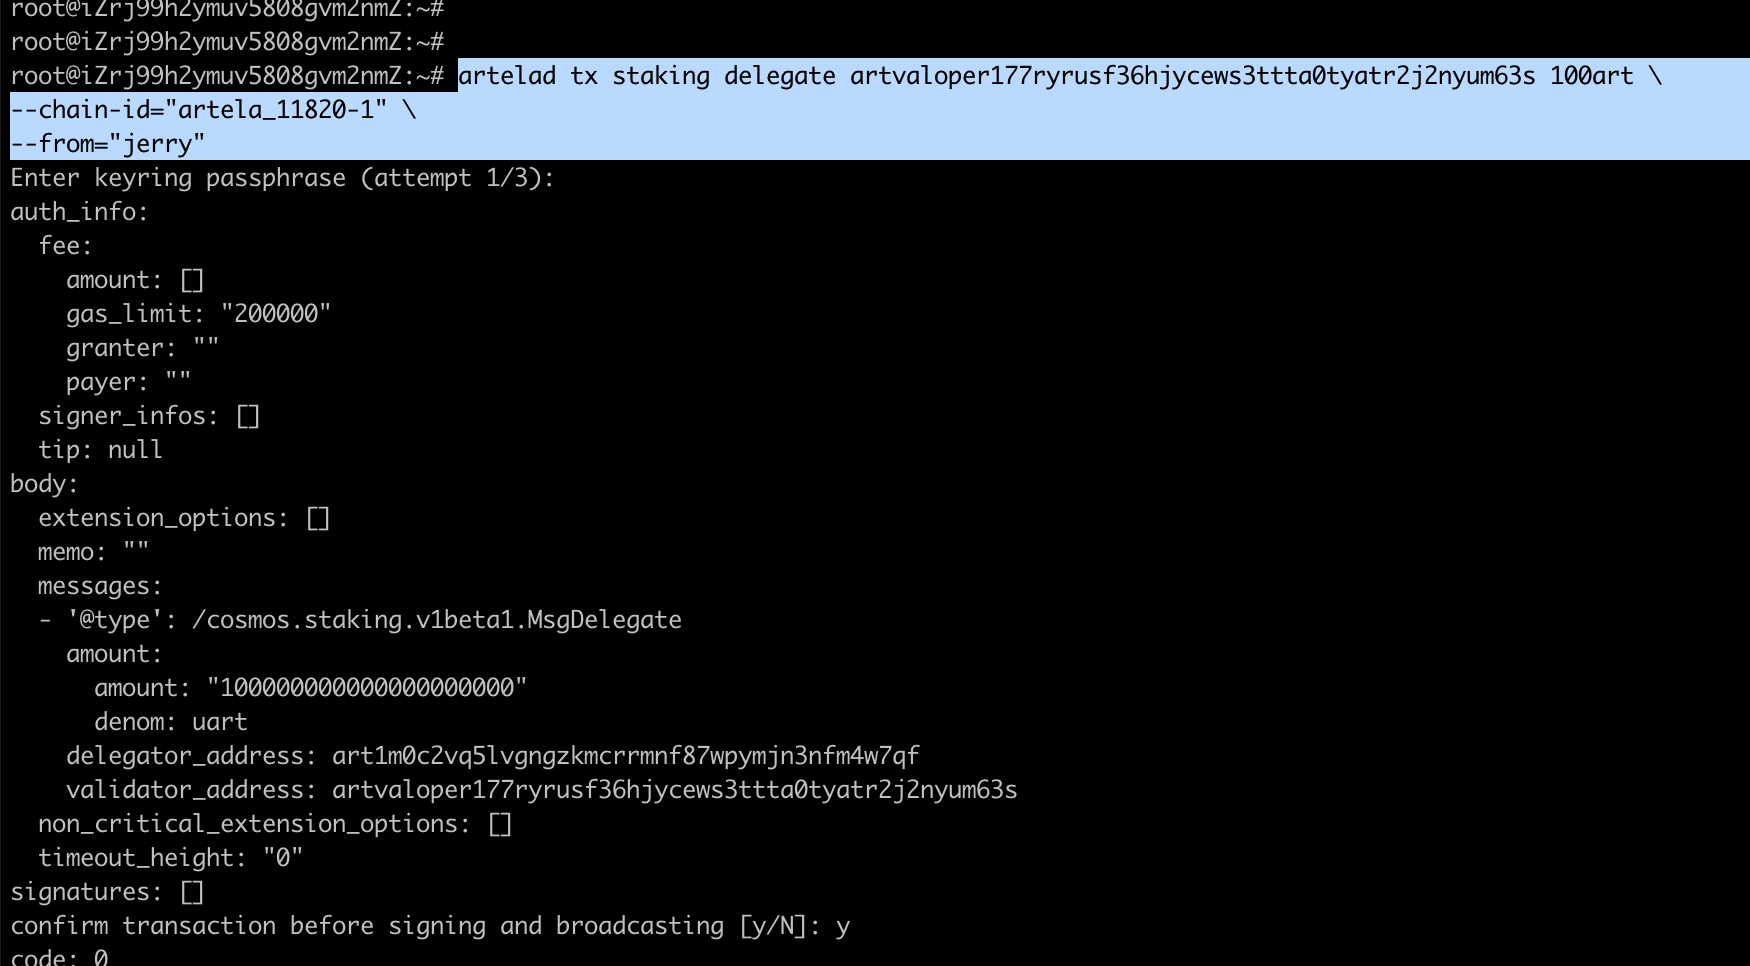 root@iZrj99h2ymuv5808gvm2nmZ:~#
root@iZrj99h2ymuv5808gvm2nmZ:~#
root@iZrj99h2ymuv5808gvm2nmZ:~# artelad tx staking delegate artvaloper177ryrusf36hjycews3ttta0tyatr2j2nyum63s 100art \
--chain-id="artela_11820-1" \
--from="jerry"
Enter keyring passphrase (attempt 1/3):
auth_info:
  fee:
    amount: []
    gas_limit: "200000"
    granter: ""
    payer: ""
  signer_infos: []
  tip: null
body:
  extension_options: []
  memo: ""
  messages:
  - '@type': /cosmos.staking.v1beta1.MsgDelegate
    amount:
      amount: "100000000000000000000"
      denom: uart
    delegator_address: art1m0c2vq5lvgngzkmcrrmnf87wpymjn3nfm4w7qf
    validator_address: artvaloper177ryrusf36hjycews3ttta0tyatr2j2nyum63s
  non_critical_extension_options: []
  timeout_height: "0"
signatures: []
confirm transaction before signing and broadcasting [y/N]: y
code: 0